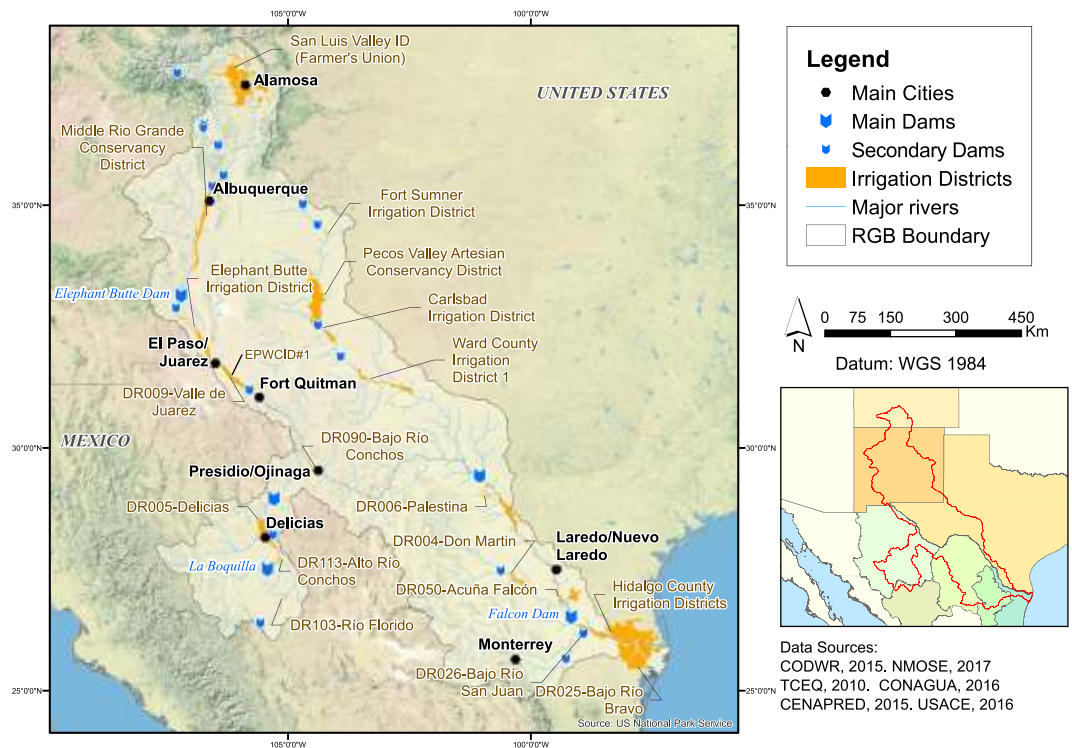 105°0'0"W
100°0'0"W
San Luis Valley ID
(Farmer's Union)
Alamosa
UNITED STATES
Middle Rio Grande
Conservancy
District
Albuquerque
Fort Sumner
Irrigation District
35°0'0"N
35°0'0"N
Pecos Valley Artesian
Conservancy District
Elephant Butte
Irrigation District
Elephant Butte Dam
Carlsbad
Irrigation District
El Paso/
Juarez
EPWCID#1
Ward County
Irrigation
District 1
Fort Quitman
DR009-Valle de
Juarez
MEXICO
DR090-Bajo Río
Conchos
30°0'0"N
30°0'0"N
Presidio/Ojinaga
DR005-Delicias
DR006-Palestina
Delicias
DR004-Don Martin
Laredo/Nuevo
Laredo
La Boquilla
DR113-Alto Río
Conchos
DR050-Acuña Falcón
Hidalgo County
Irrigation Districts
DR103-Río Florido
Falcon Dam
Monterrey
DR026-Bajo Río
San Juan
DR025-Bajo Río
Bravo
25°0'0"N
25°0'0"N
Source: US National Park Service
105°0'0"W
100°0'0"W
Legend
Main Cities
Main Dams
Secondary Dams
Irrigation Districts
Major rivers
RGB Boundary
N
0 75 150 300 450
Km
Datum: WGS 1984
Data Sources:
CODWR, 2015. NMOSE, 2017
TCEQ, 2010. CONAGUA, 2016
CENAPRED, 2015. USACE, 2016